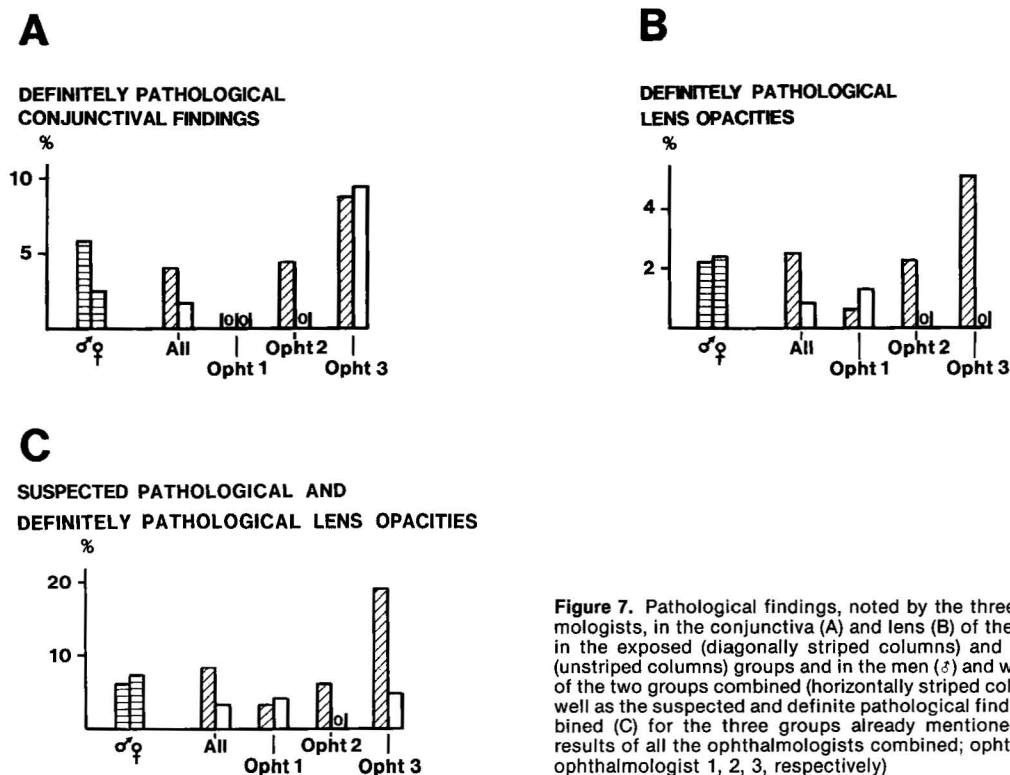 A
DEFINITELY PATHOLOGICAL
CONJUNCTIVAL FINDINGS
%
10
5
0 0
0
♂♀
All
Opht 1
Opht 2
Opht 3
B
DEFINITELY PATHOLOGICAL
LENS OPACITIES
%
4
2
0
0
♂♀
All
Opht 1
Opht 2
Opht 3
C
SUSPECTED PATHOLOGICAL AND
DEFINITELY PATHOLOGICAL LENS OPACITIES
%
20
10
0
♂♀
All
Opht 1
Opht 2
Opht 3
Figure 7. Pathological findings, noted by the three
mologists, in the conjunctiva (A) and lens (B) of the
in the exposed (diagonally striped columns) and
(unstriped columns) groups and in the men (♂) and w
of the two groups combined (horizontally striped col
well as the suspected and definite pathological find
bined (C) for the three groups already mentione
results of all the ophthalmologists combined; opht
ophthalmologist 1, 2, 3, respectively)